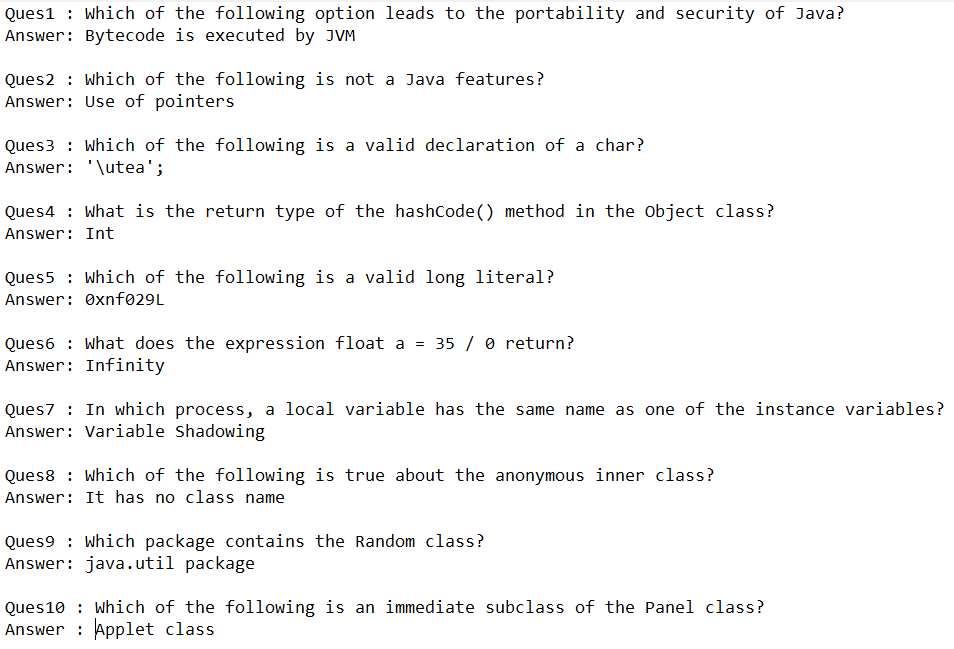 Ques1 : Which of the following option leads to the portability and security of Java?
Answer: Bytecode is executed by JVM
Ques2 : Which of the following is not a Java features?
Answer: Use of pointers
Ques3 : Which of the following is a valid declaration of a char?
Answer: '\utea';
Ques4 : What is the return type of the hashCode() method in the Object class?
Answer: Int
Ques5 : Which of the following is a valid long literal?
Answer: 0xnf029L
Ques6 : What does the expression float a = 35 / 0 return?
Answer: Infinity
Ques7 : In which process, a local variable has the same name as one of the instance variables?
Answer: Variable Shadowing
Ques8 : Which of the following is true about the anonymous inner class?
Answer: It has no class name
Ques9 : Which package contains the Random class?
Answer: java.util package
Ques10 : Which of the following is an immediate subclass of the Panel class?
Answer : Applet class